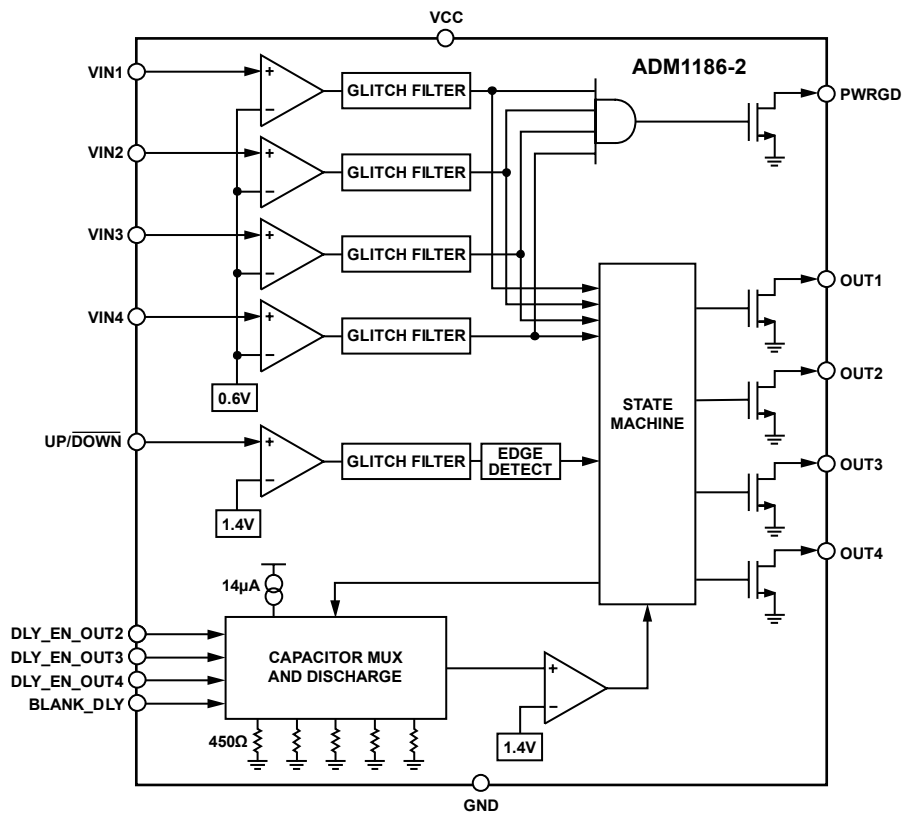 VCC
ADM1186-2
VIN1
+
−
GLITCH FILTER
PWRGD
VIN2
+
−
GLITCH FILTER
VIN3
+
−
GLITCH FILTER
OUT1
VIN4
+
−
GLITCH FILTER
0.6V
OUT2
STATE
MACHINE
UP/DOWN
+
−
GLITCH FILTER
EDGE
DETECT
OUT3
1.4V
OUT4
14µA
DLY_EN_OUT2
DLY_EN_OUT3
DLY_EN_OUT4
BLANK_DLY
CAPACITOR MUX
AND DISCHARGE
+
−
450Ω
1.4V
GND